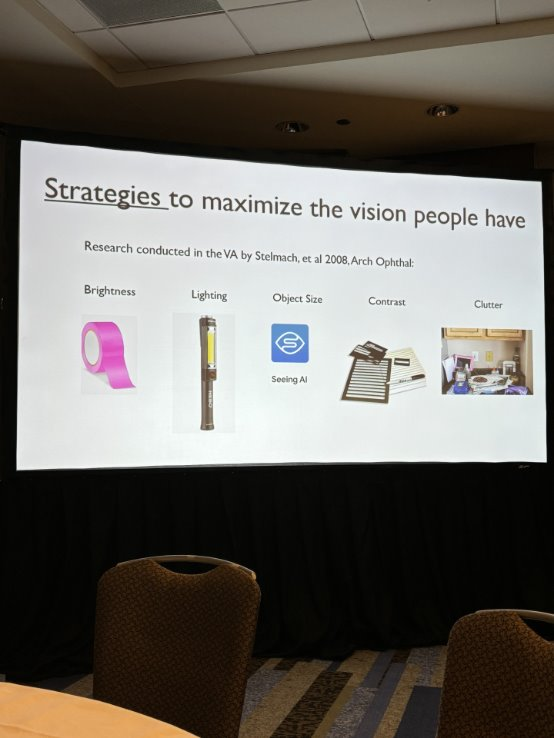 Strategies to maximize the vision people have
Research conducted in the VA by Stelmach, et al 2008, Arch Ophthal:
Brightness
Lighting
Object Size
Contrast
Clutter
Seeing AI